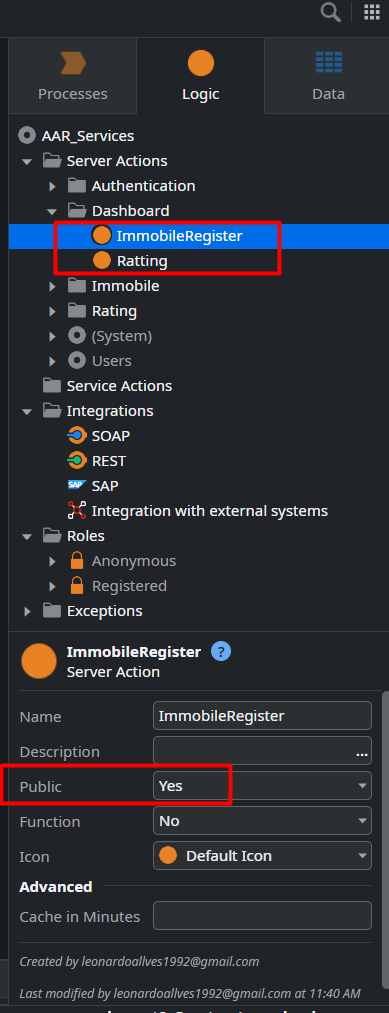 Processes
Logic
Data
AAR_Services
Server Actions
Authentication
Dashboard
ImmobileRegister
Ratting
Immobile
Rating
(System)
Users
Service Actions
Integrations
SOAP
REST
SAP SAP
Integration with external systems
Roles
Anonymous
Registered
Exceptions
ImmobileRegister ?
Server Action
Name ImmobileRegister
Description ...
Public Yes
Function No
Icon Default Icon
Advanced
Cache in Minutes
Created by leonardoallves1992@gmail.com
Last modified by leonardoallves1992@gmail.com at 11:40 AM